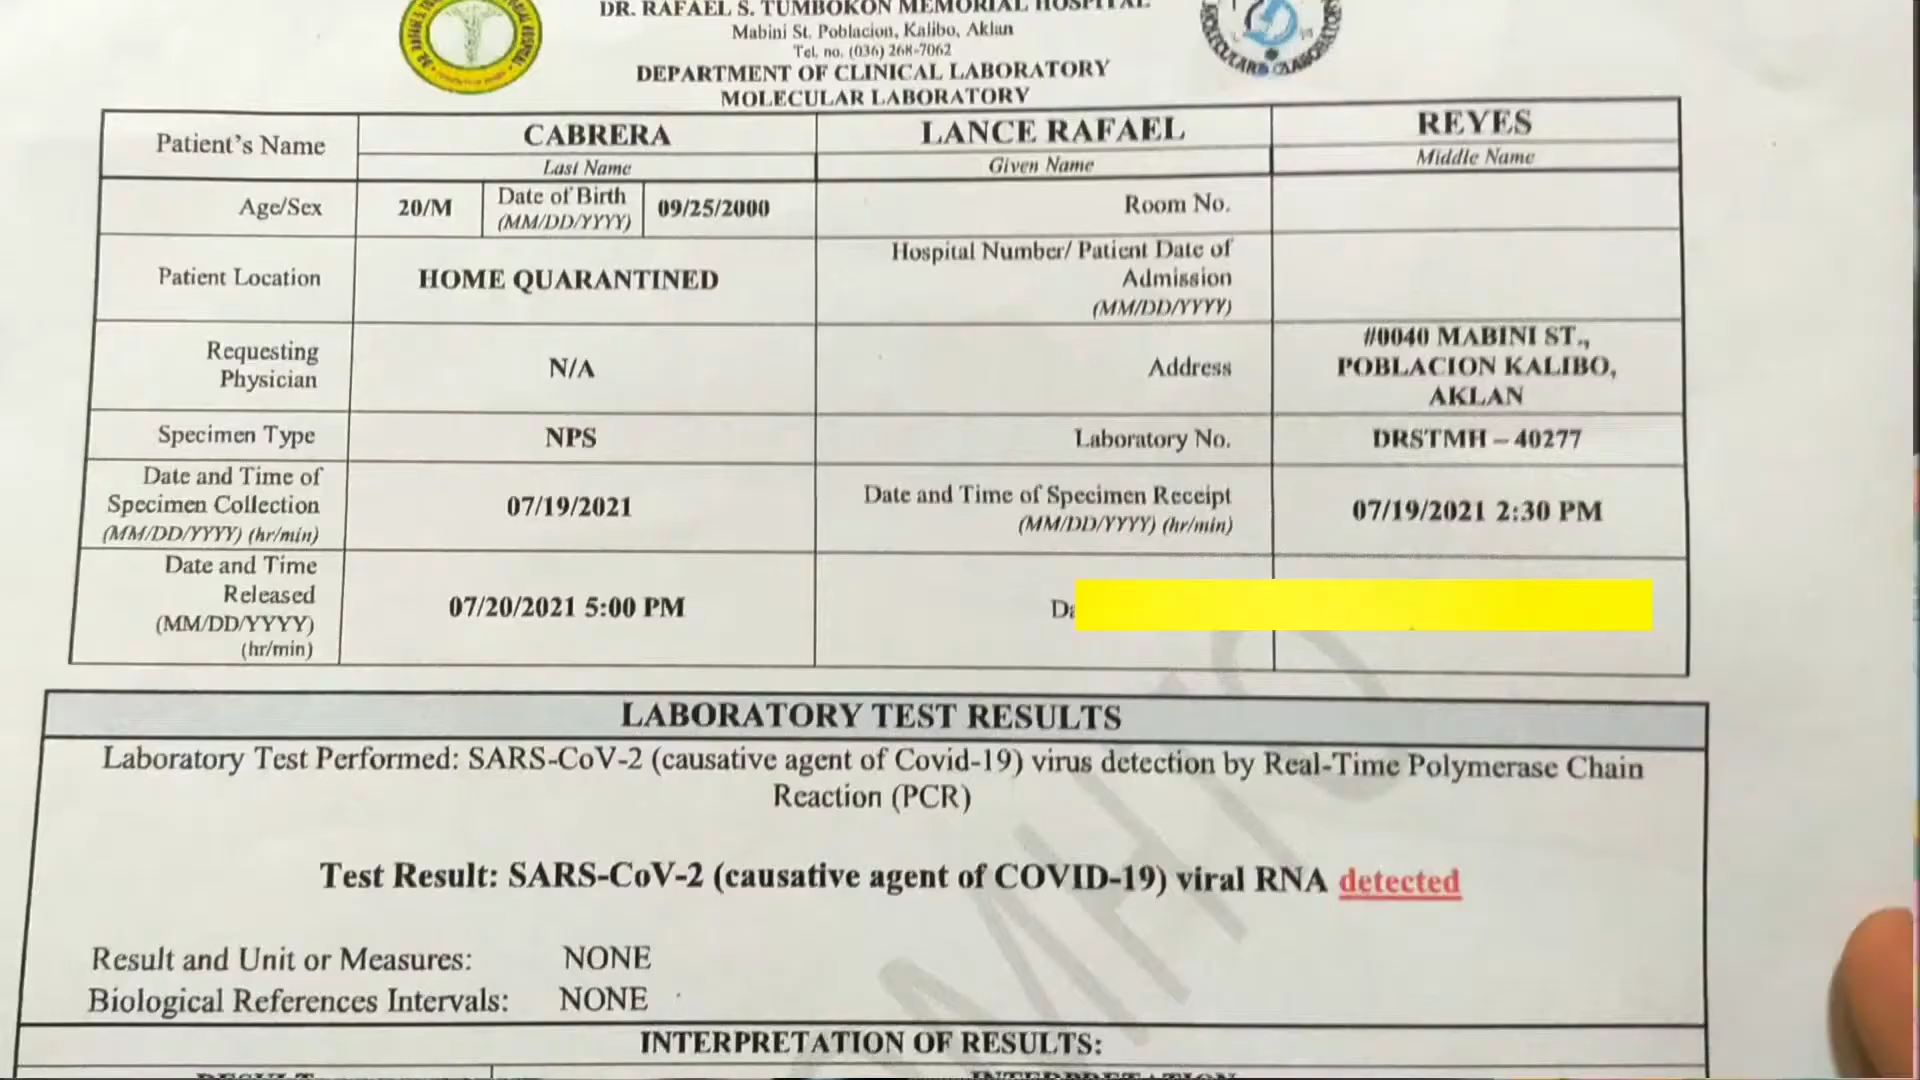 DR. RAFAEL S. TUMBOKON MEMORIAL HOSPITAL
Mabini St. Poblacion, Kalibo, Aklan
Tel. no. (036) 268-7062
DEPARTMENT OF CLINICAL LABORATORY
MOLECULAR LABORATORY
Patient's Name
CABRERA
Last Name
LANCE RAFAEL
Given Name
REYES
Middle Name
Age/Sex
20/M
Date of Birth
(MM/DD/YYYY)
09/25/2000
Room No.
Patient Location
HOME QUARANTINED
Hospital Number/ Patient Date of
Admission
(MM/DD/YYYY)
Requesting
Physician
N/A
Address
#0040 MABINI ST.,
POBLACION KALIBO,
AKLAN
Specimen Type
NPS
Laboratory No.
DRSTMH – 40277
Date and Time of
Specimen Collection
(MM/DD/YYYY) (hr/min)
07/19/2021
Date and Time of Specimen Receipt
(MM/DD/YYYY) (hr/min)
07/19/2021 2:30 PM
Date and Time
Released
(MM/DD/YYYY)
(hr/min)
07/20/2021 5:00 PM
LABORATORY TEST RESULTS
Laboratory Test Performed: SARS-CoV-2 (causative agent of Covid-19) virus detection by Real-Time Polymerase Chain
Reaction (PCR)
Test Result: SARS-CoV-2 (causative agent of COVID-19) viral RNA detected
Result and Unit or Measures: NONE
Biological References Intervals: NONE
INTERPRETATION OF RESULTS:
RESULT
INTERPRETATION